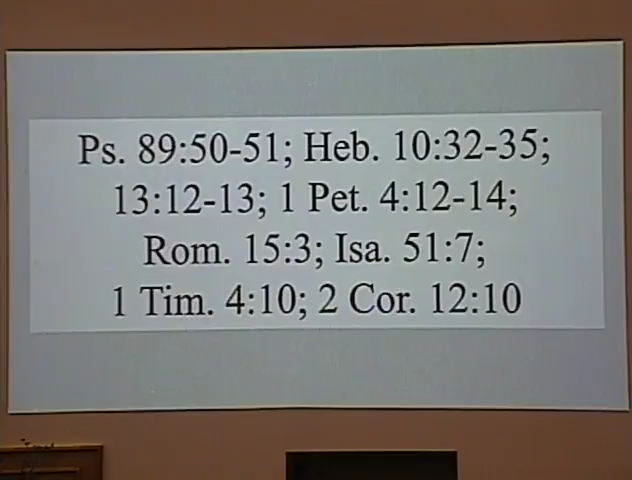 Ps. 89:50-51; Heb. 10:32-35;
13:12-13; 1 Pet. 4:12-14;
Rom. 15:3; Isa. 51:7;
1 Tim. 4:10; 2 Cor. 12:10